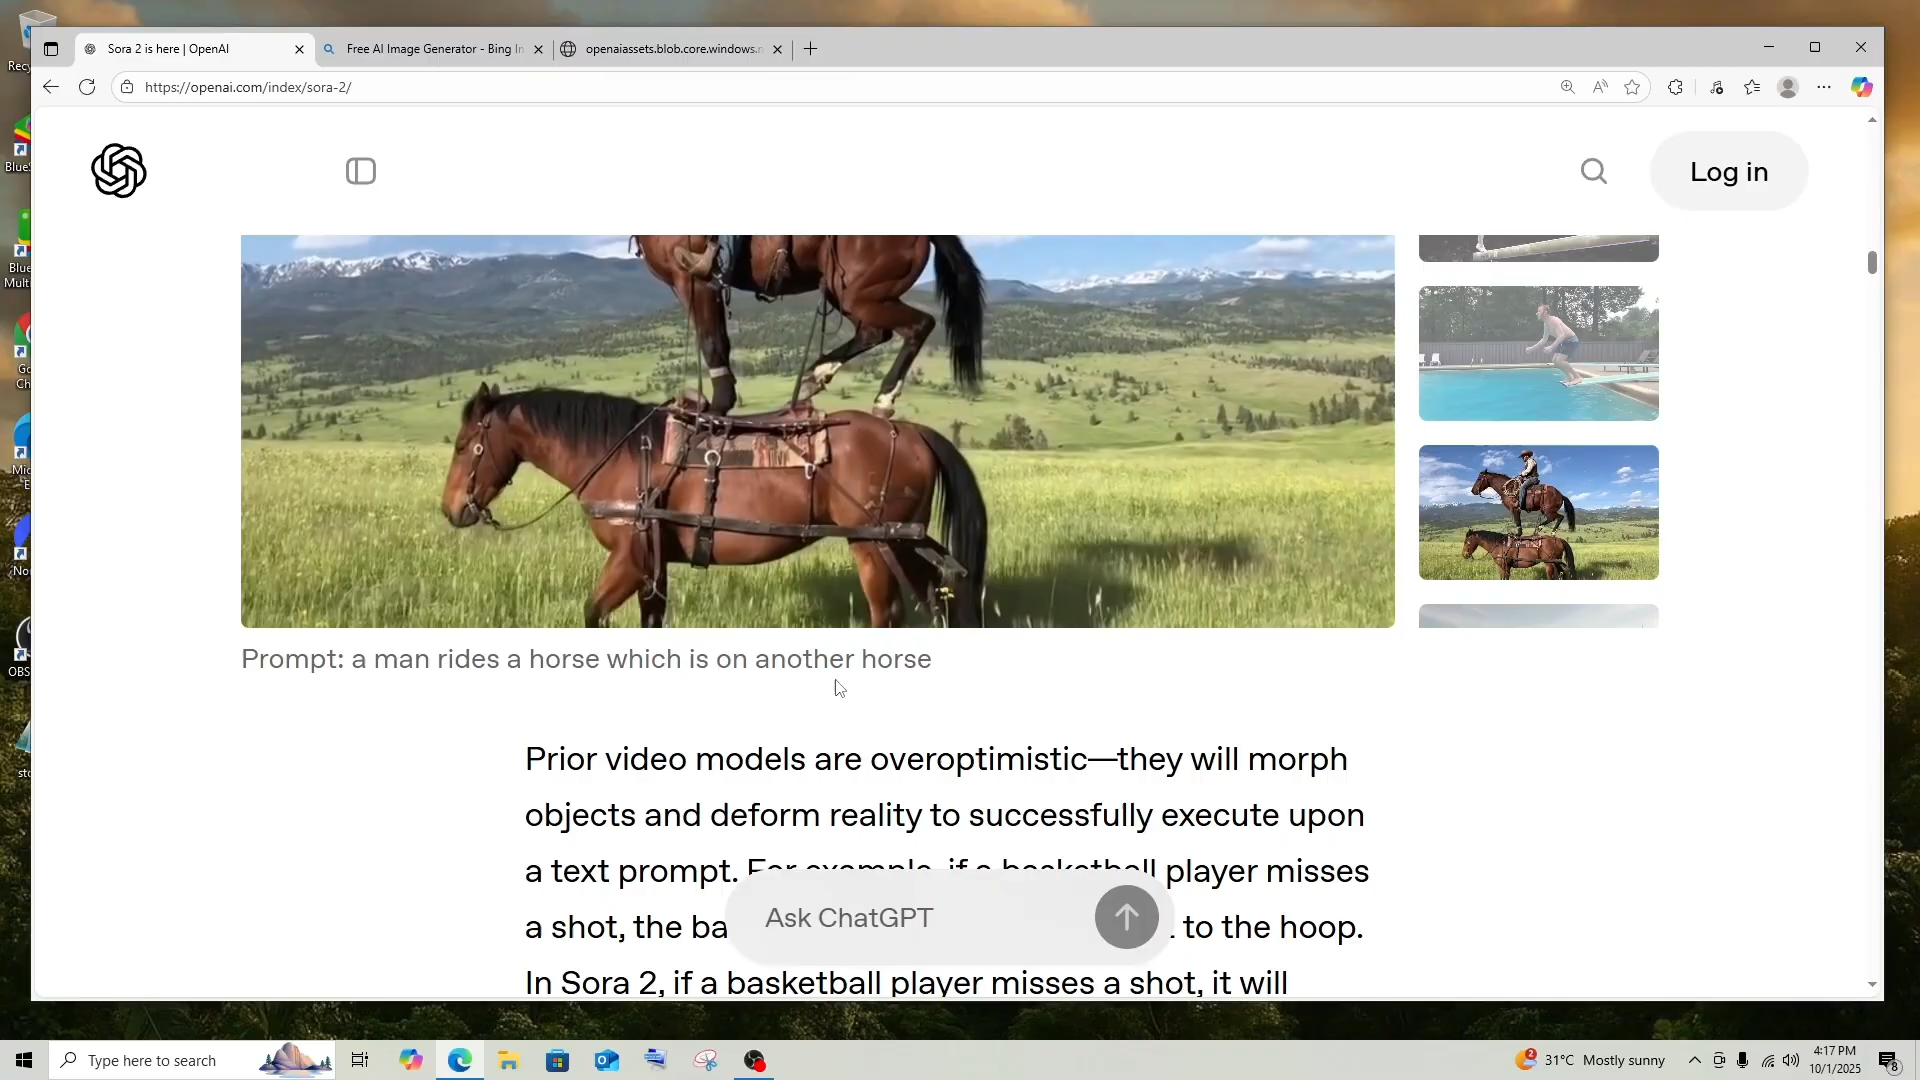 Sora 2 is here | OpenAI
Free AI Image Generator - Bing In
openaiassets.blob.core.windows.n
https://openai.com/index/sora-2/
Log in
Prompt: a man rides a horse which is on another horse
Prior video models are overoptimistic—they will morph
objects and deform reality to successfully execute upon
a text prompt. For example, if a basketball player misses
a shot, the ba
to the hoop.
In Sora 2, if a basketball player misses a shot, it will
Ask ChatGPT
Type here to search
31°C Mostly sunny
4:17 PM
10/1/2025